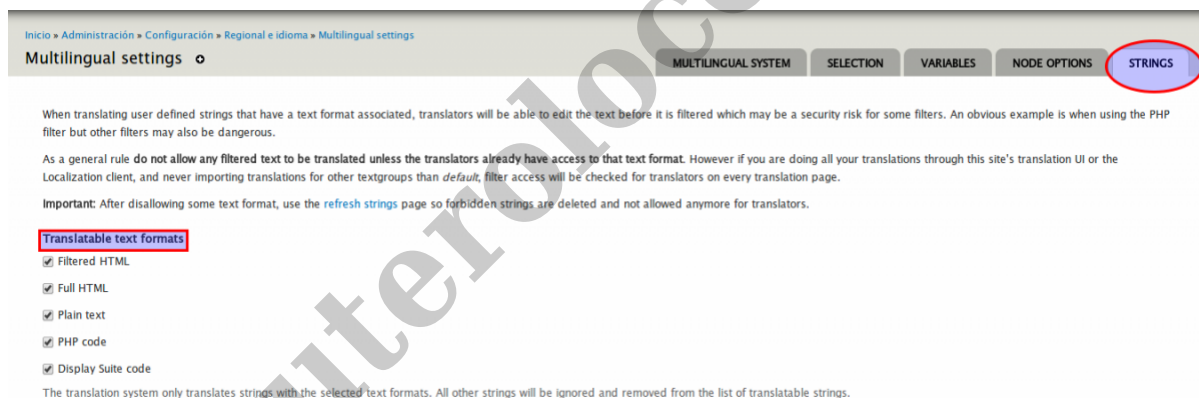 Inicio » Administración » Configuración » Regional e idioma » Multilingual settings
Multilingual settings
MULTILINGUAL SYSTEM
SELECTION
VARIABLES
NODE OPTIONS
STRINGS
When translating user defined strings that have a text format associated, translators will be able to edit the text before it is filtered which may be a security risk for some filters. An obvious example is when using the PHP
filter but other filters may also be dangerous.
As a general rule do not allow any filtered text to be translated unless the translators already have access to that text format. However if you are doing all your translations through this site's translation UI or the
Localization client, and never importing translations for other textgroups than default, filter access will be checked for translators on every translation page.
Important: After disallowing some text format, use the refresh strings page so forbidden strings are deleted and not allowed anymore for translators.
Translatable text formats
Filtered HTML
Full HTML
Plain text
PHP code
Display Suite code
The translation system only translates strings with the selected text formats. All other strings will be ignored and removed from the list of translatable strings.